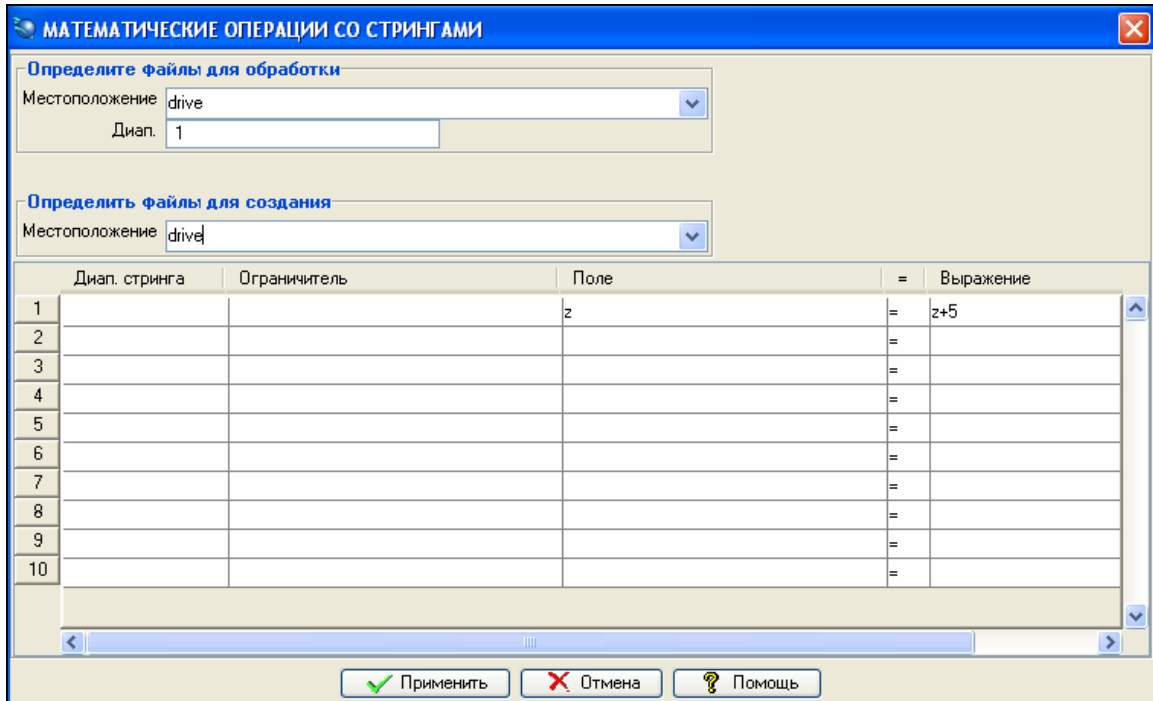 МАТЕМАТИЧЕСКИЕ ОПЕРАЦИИ СО СТРИНГАМИ
Определите файлы для обработки
Местоположение drive
Диап. 1
Определить файлы для создания
Местоположение drive
Диап. стринга Ограничитель Поле = Выражение
1 z = z+5
2 =
3 =
4 =
5 =
6 =
7 =
8 =
9 =
10 =
Применить Отмена Помощь